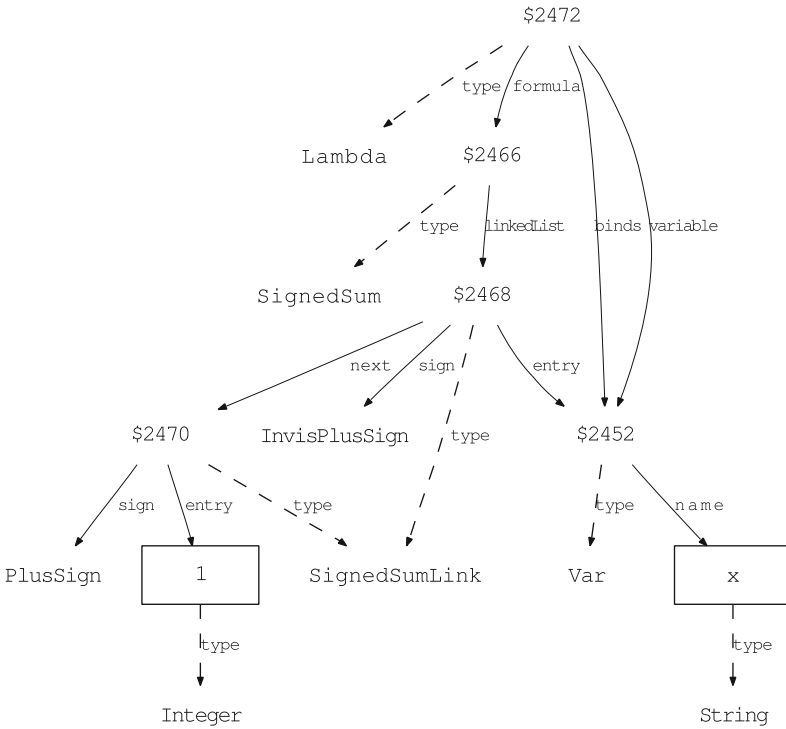 $2472
type formula
Lambda $2466
type linkedList binds variable
SignedSum $2468
next sign entry
$2470 InvisPlusSign type $2452
sign entry type type name
PlusSign 1 SignedSumLink Var x
type type
Integer String